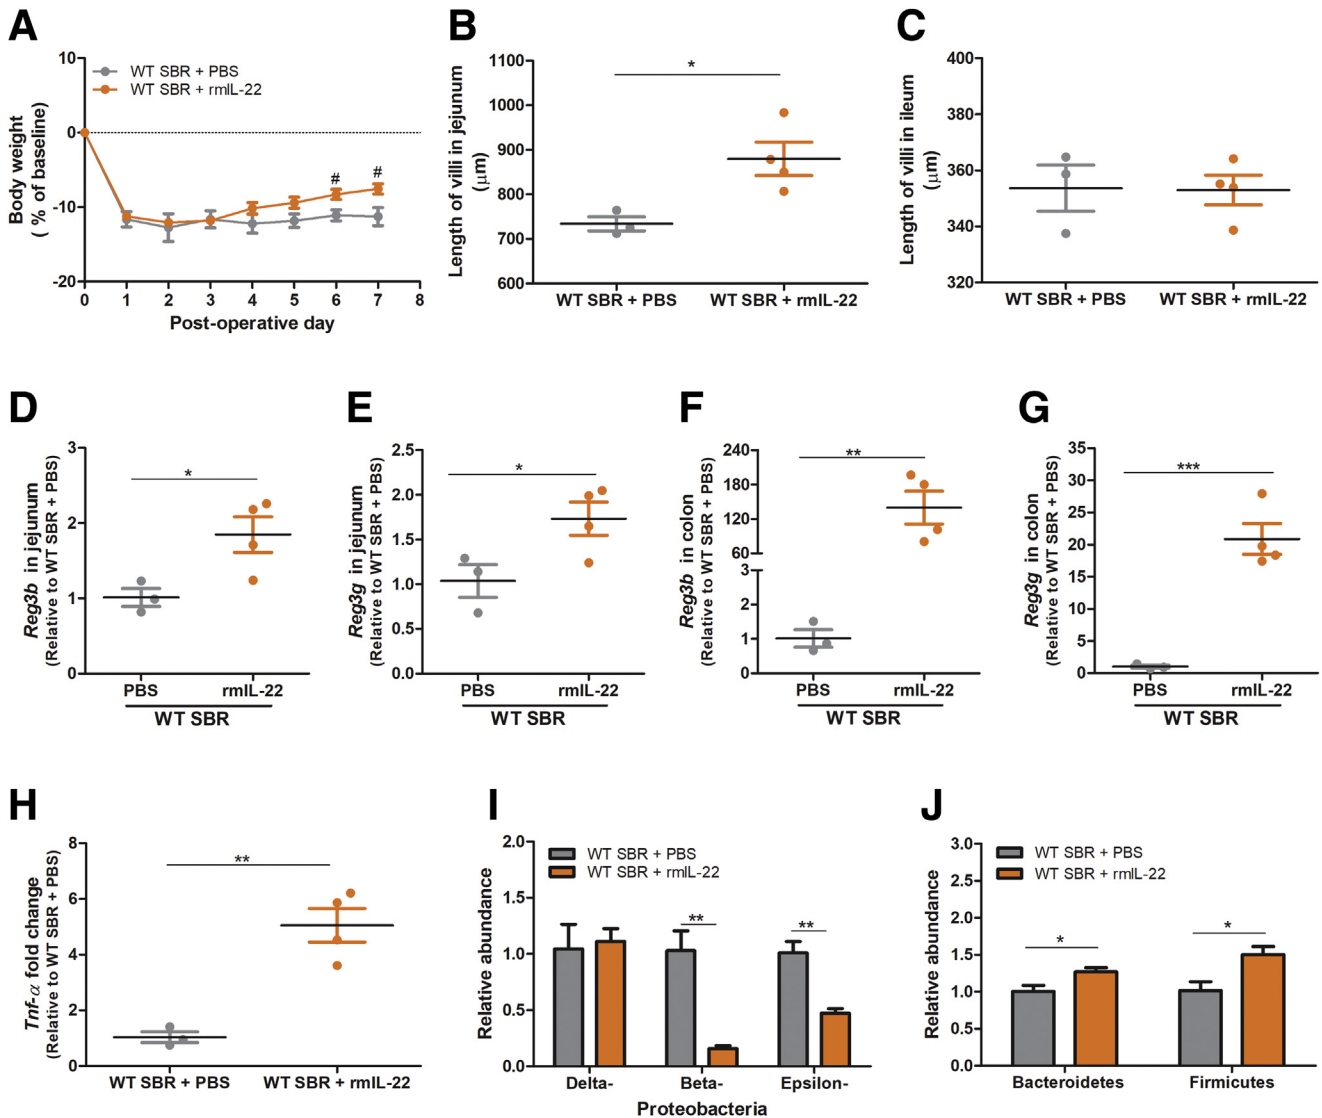 A
10
0
-10
-20
Body weight
( % of baseline)
WT SBR + PBS
WT SBR + rmIL-22
# #
0 1 2 3 4 5 6 7 8
Post-operative day
B
1100
1000
900
800
700
600
Length of villi in jejunum
(μm)
*
WT SBR + PBS WT SBR + rmIL-22
C
400
380
360
340
320
Length of villi in ileum
(μm)
WT SBR + PBS WT SBR + rmIL-22
D
3
2
1
0
Reg3b in jejunum
(Relative to WT SBR + PBS)
*
PBS rmIL-22
WT SBR
E
2.5
2.0
1.5
1.0
0.5
0.0
Reg3g in jejunum
(Relative to WT SBR + PBS)
*
PBS rmIL-22
WT SBR
F
240
180
120
60
3
2
1
0
Reg3b in colon
(Relative to WT SBR + PBS)
**
PBS rmIL-22
WT SBR
G
35
30
25
20
15
10
5
0
Reg3g in colon
(Relative to WT SBR + PBS)
***
PBS rmIL-22
WT SBR
H
8
6
4
2
0
Tnf-α fold change
(Relative to WT SBR + PBS)
**
WT SBR + PBS WT SBR + rmIL-22
I
2.0
1.5
1.0
0.5
0.0
Relative abundance
WT SBR + PBS
WT SBR + rmIL-22
** **
Delta- Beta- Epsilon-
Proteobacteria
J
3.0
2.5
2.0
1.5
1.0
0.5
0.0
Relative abundance
WT SBR + PBS
WT SBR + rmIL-22
* *
Bacteroidetes Firmicutes